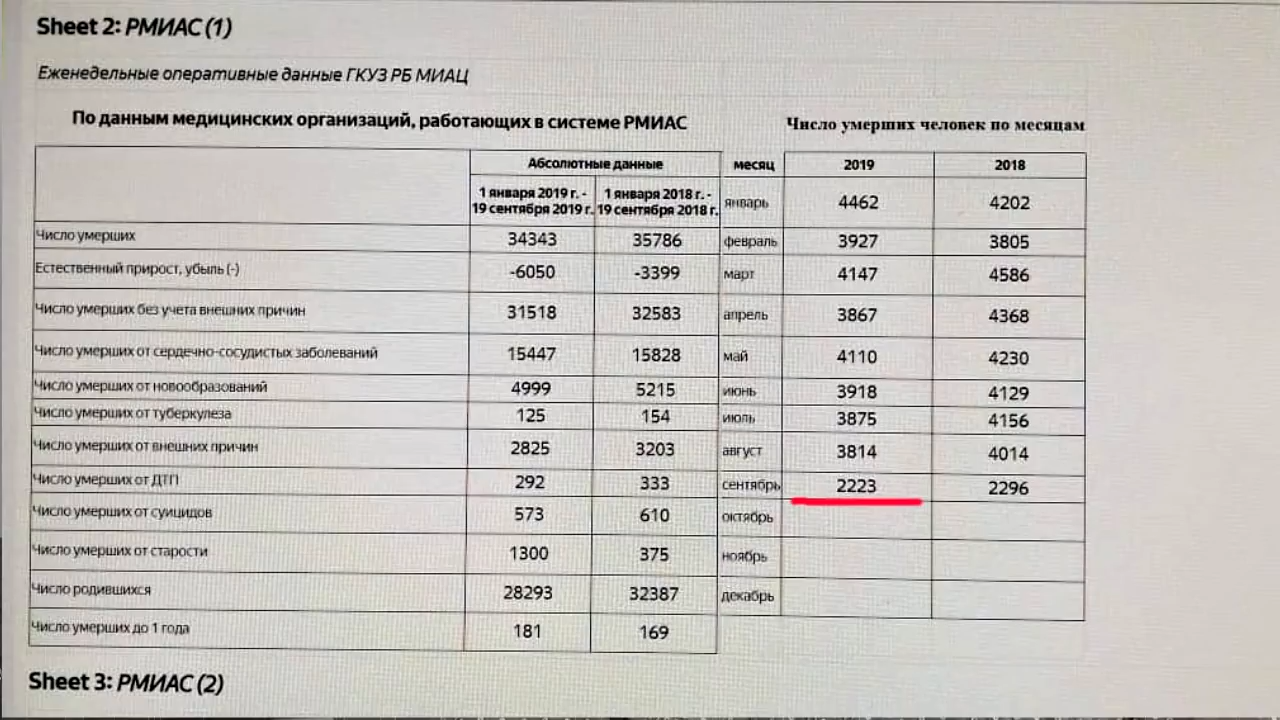 Sheet 2: РМИАС (1)
Еженедельные оперативные данные ГКУЗ РБ МИАЦ
По данным медицинских организаций, работающих в системе РМИАС
Число умерших человек по месяцам
Абсолютные данные
месяц 2019 2018
1 января 2019 г. - 1 января 2018 г. -
19 сентября 2019 г. 19 сентября 2018 г.
январь 4462 4202
Число умерших 34343 35786 февраль 3927 3805
Естественный прирост, убыль (-) -6050 -3399 март 4147 4586
Число умерших без учета внешних причин 31518 32583 апрель 3867 4368
Число умерших от сердечно-сосудистых заболеваний 15447 15828 май 4110 4230
Число умерших от новообразований 4999 5215 июнь 3918 4129
Число умерших от туберкулеза 125 154 июль 3875 4156
Число умерших от внешних причин 2825 3203 август 3814 4014
Число умерших от ДТП 292 333 сентябрь 2223 2296
Число умерших от суицидов 573 610 октябрь
Число умерших от старости 1300 375 ноябрь
Число родившихся 28293 32387 декабрь
Число умерших до 1 года 181 169
Sheet 3: РМИАС (2)